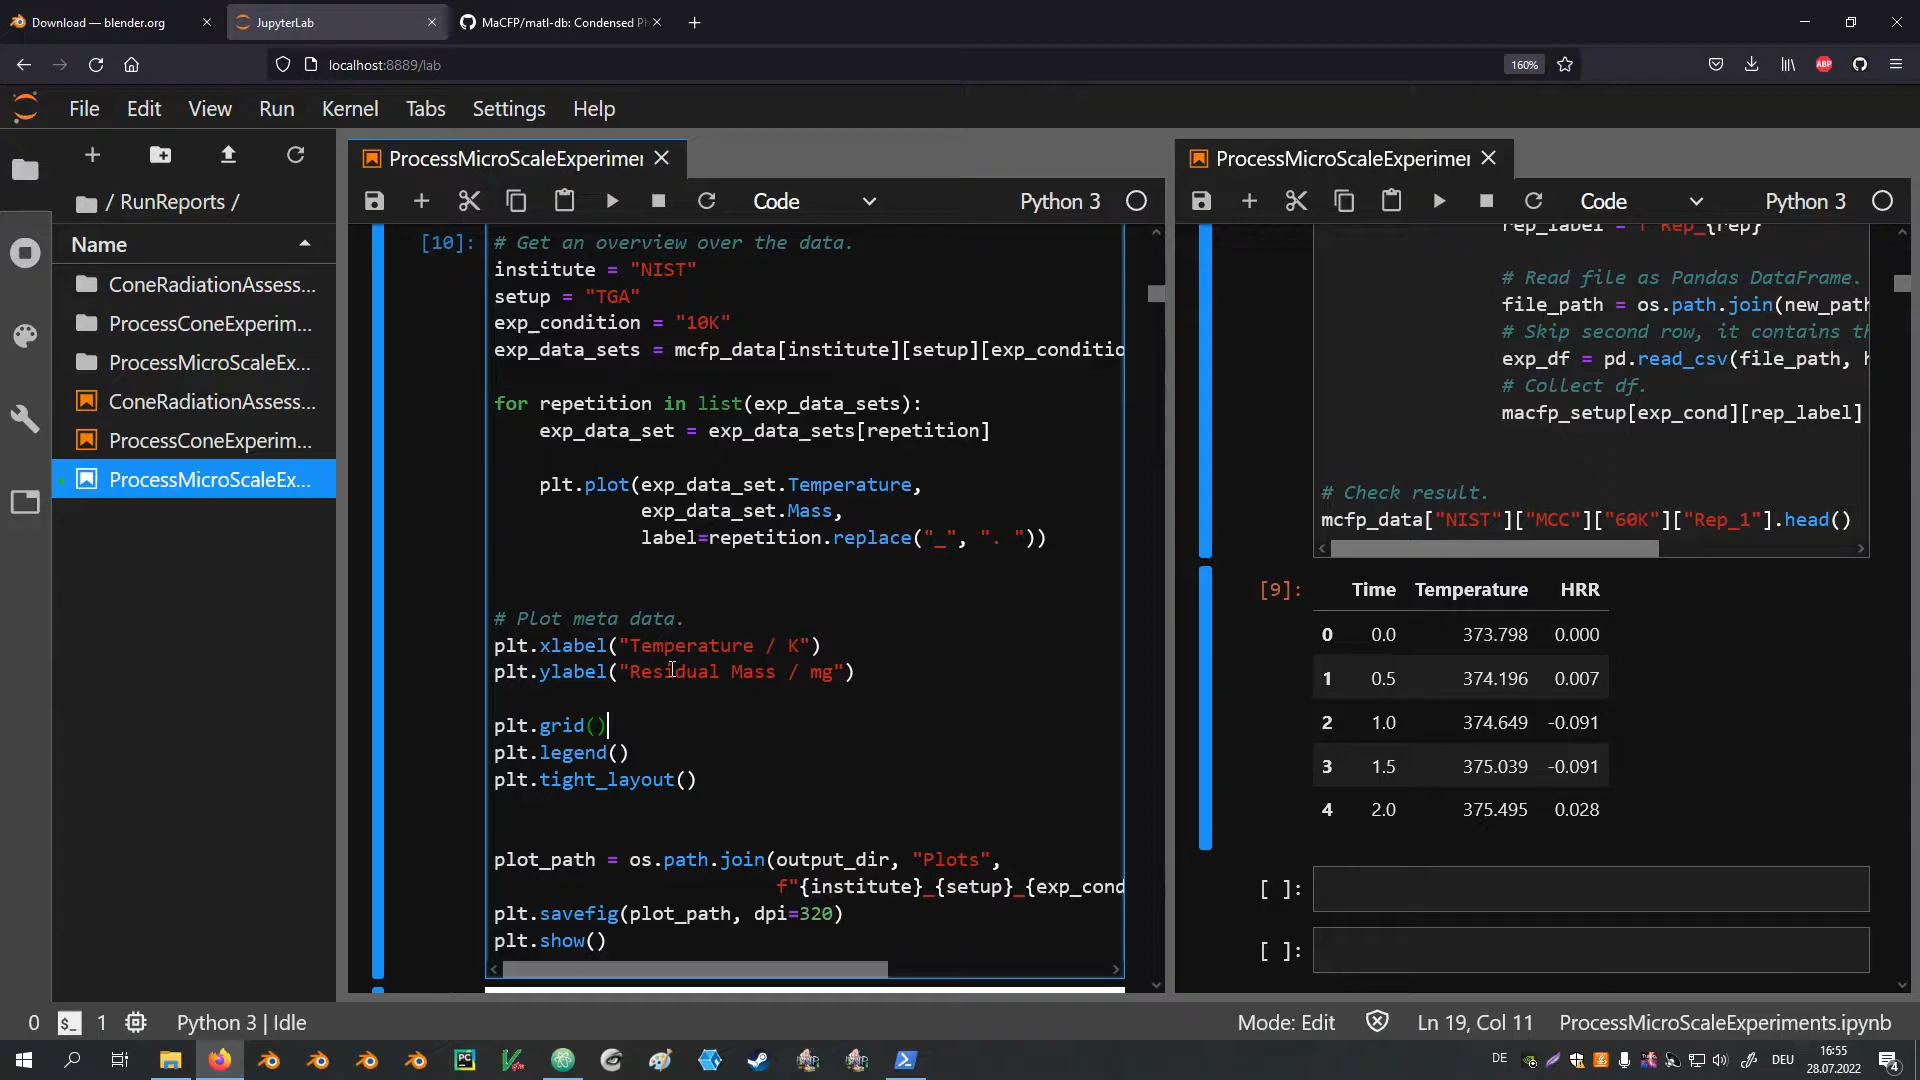 Download — blender.org
JupyterLab
MaCFP/matl-db: Condensed Ph
localhost:8889/lab
160%
ABP
File
Edit
View
Run
Kernel
Tabs
Settings
Help
/ RunReports /
Name
ConeRadiationAssess...
ProcessConeExperim...
ProcessMicroScaleEx...
ConeRadiationAssess...
ProcessConeExperim...
ProcessMicroScaleEx...
ProcessMicroScaleExperimer
Code
Python 3
[10]:
# Get an overview over the data.
institute = "NIST"
setup = "TGA"
exp_condition = "10K"
exp_data_sets = mcfp_data[institute][setup][exp_conditio
for repetition in list(exp_data_sets):
exp_data_set = exp_data_sets[repetition]
plt.plot(exp_data_set.Temperature,
exp_data_set.Mass,
label=repetition.replace("_", ". "))
# Plot meta data.
plt.xlabel("Temperature / K")
plt.ylabel("Residual Mass / mg")
plt.grid()
plt.legend()
plt.tight_layout()
plot_path = os.path.join(output_dir, "Plots",
f"{institute}_{setup}_{exp_cond
plt.savefig(plot_path, dpi=320)
plt.show()
ProcessMicroScaleExperimer
Code
Python 3
rep_label = f"Rep_{rep}
# Read file as Pandas DataFrame.
file_path = os.path.join(new_path
# Skip second row, it contains th
exp_df = pd.read_csv(file_path, h
# Collect df.
macfp_setup[exp_cond][rep_label]
# Check result.
mcfp_data["NIST"]["MCC"]["60K"]["Rep_1"].head()
[9]:
Time Temperature HRR
0 0.0 373.798 0.000
1 0.5 374.196 0.007
2 1.0 374.649 -0.091
3 1.5 375.039 -0.091
4 2.0 375.495 0.028
[ ]:
[ ]:
0
1
Python 3 | Idle
Mode: Edit
Ln 19, Col 11
ProcessMicroScaleExperiments.ipynb
DE
DEU
16:55
28.07.2022
4